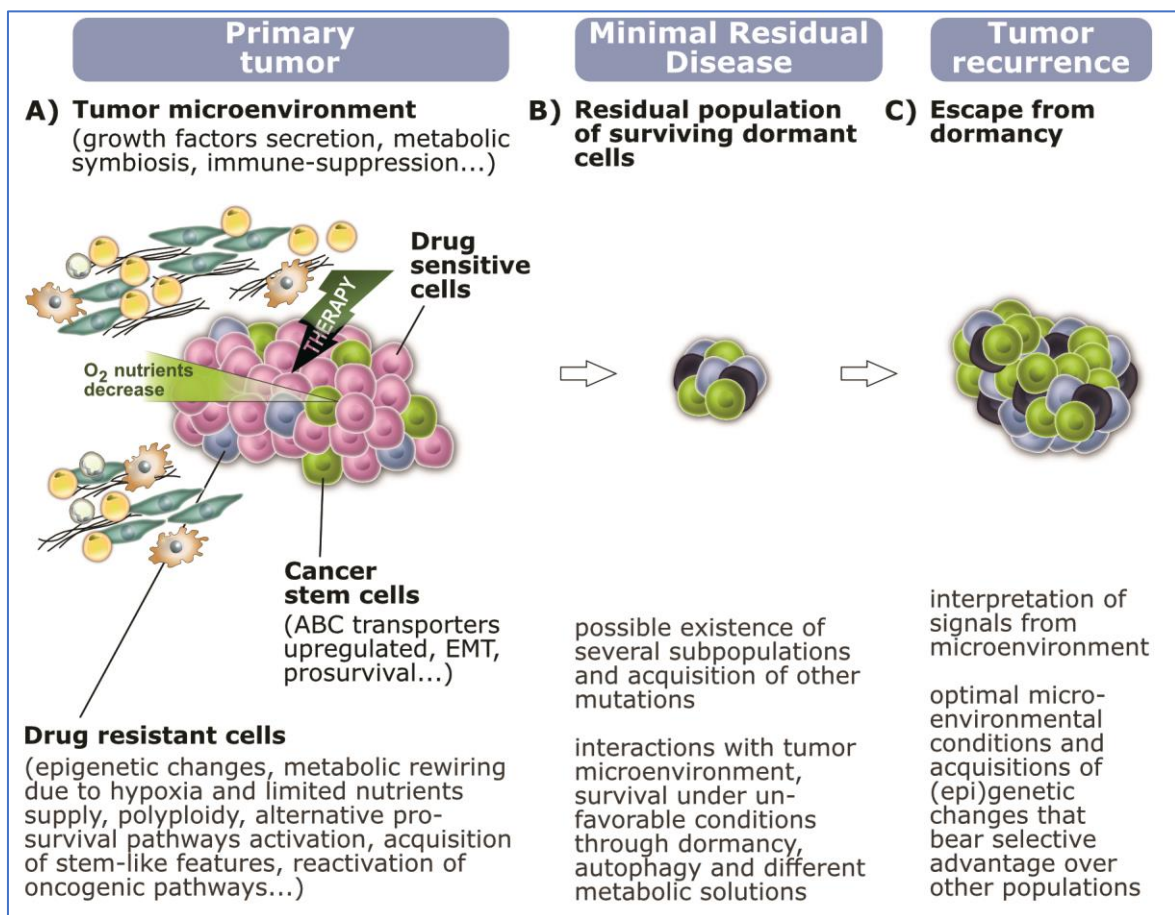 Primary
tumor
Minimal Residual
Disease
Tumor
recurrence
A) Tumor microenvironment
(growth factors secretion, metabolic
symbiosis, immune-suppression...)
B) Residual population
of surviving dormant
cells
C) Escape from
dormancy
Drug
sensitive
cells
THERAPY
O2 nutrients
decrease
Cancer
stem cells
(ABC transporters
upregulated, EMT,
prosurvival...)
Drug resistant cells
(epigenetic changes, metabolic rewiring
due to hypoxia and limited nutrients
supply, polyploidy, alternative pro-
survival pathways activation, acquisition
of stem-like features, reactivation of
oncogenic pathways...)
possible existence of
several subpopulations
and acquisition of other
mutations
interactions with tumor
microenvironment,
survival under un-
favorable conditions
through dormancy,
autophagy and different
metabolic solutions
interpretation of
signals from
microenvironment
optimal micro-
environmental
conditions and
acquisitions of
(epi)genetic
changes that
bear selective
advantage over
other populations